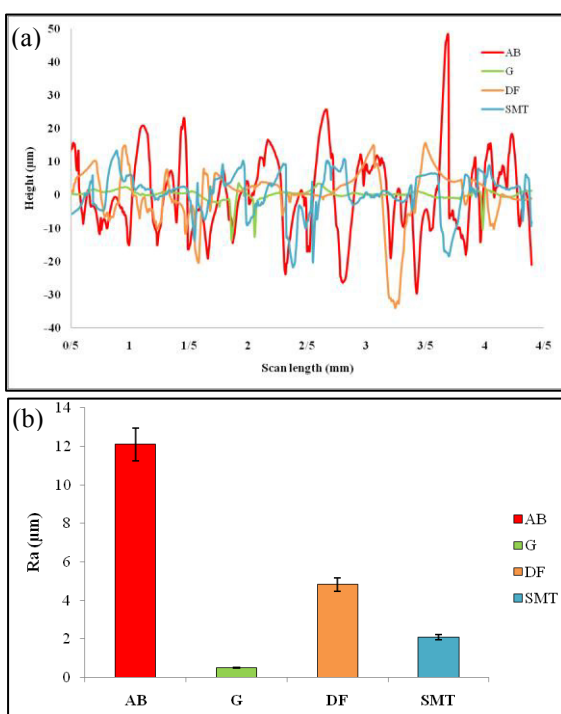 (a)
50
40
30
20
10
0
-10
-20
-30
-40
Height (µm)
AB
G
DF
SMT
0/5 1 1/5 2 2/5 3 3/5 4 4/5
Scan length (mm)
(b)
14
12
10
8
6
4
2
0
Ra (µm)
AB
G
DF
SMT
AB G DF SMT